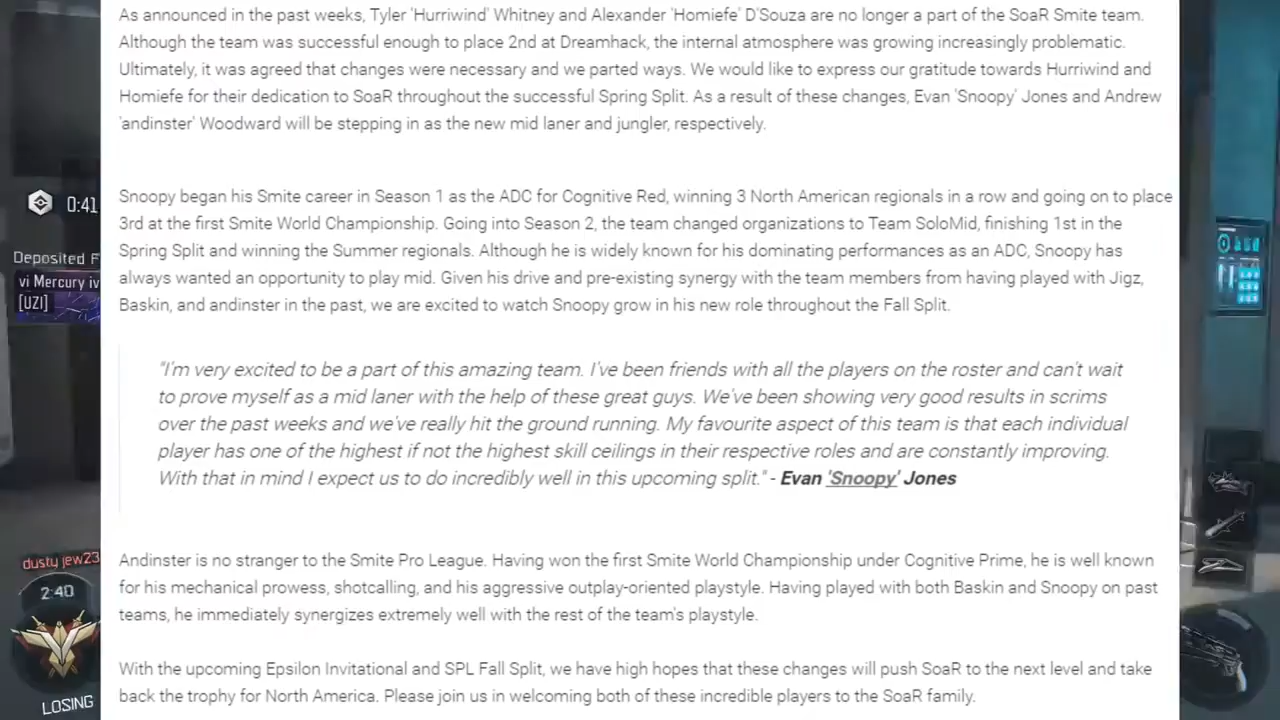 As announced in the past weeks, Tyler 'Hurriwind' Whitney and Alexander 'Homiefe' D'Souza are no longer a part of the SoaR Smite team.
Although the team was successful enough to place 2nd at Dreamhack, the internal atmosphere was growing increasingly problematic.
Ultimately, it was agreed that changes were necessary and we parted ways. We would like to express our gratitude towards Hurriwind and
Homiefe for their dedication to SoaR throughout the successful Spring Split. As a result of these changes, Evan 'Snoopy' Jones and Andrew
'andinster' Woodward will be stepping in as the new mid laner and jungler, respectively.
Snoopy began his Smite career in Season 1 as the ADC for Cognitive Red, winning 3 North American regionals in a row and going on to place
3rd at the first Smite World Championship. Going into Season 2, the team changed organizations to Team SoloMid, finishing 1st in the
Spring Split and winning the Summer regionals. Although he is widely known for his dominating performances as an ADC, Snoopy has
always wanted an opportunity to play mid. Given his drive and pre-existing synergy with the team members from having played with Jigz,
Baskin, and andinster in the past, we are excited to watch Snoopy grow in his new role throughout the Fall Split.
"I'm very excited to be a part of this amazing team. I've been friends with all the players on the roster and can't wait
to prove myself as a mid laner with the help of these great guys. We've been showing very good results in scrims
over the past weeks and we've really hit the ground running. My favourite aspect of this team is that each individual
player has one of the highest if not the highest skill ceilings in their respective roles and are constantly improving.
With that in mind I expect us to do incredibly well in this upcoming split." - Evan 'Snoopy' Jones
Andinster is no stranger to the Smite Pro League. Having won the first Smite World Championship under Cognitive Prime, he is well known
for his mechanical prowess, shotcalling, and his aggressive outplay-oriented playstyle. Having played with both Baskin and Snoopy on past
teams, he immediately synergizes extremely well with the rest of the team's playstyle.
With the upcoming Epsilon Invitational and SPL Fall Split, we have high hopes that these changes will push SoaR to the next level and take
back the trophy for North America. Please join us in welcoming both of these incredible players to the SoaR family.
0:41
Deposited F
vi Mercury iv
[UZI]
dusty jew23
2:40
LOSING